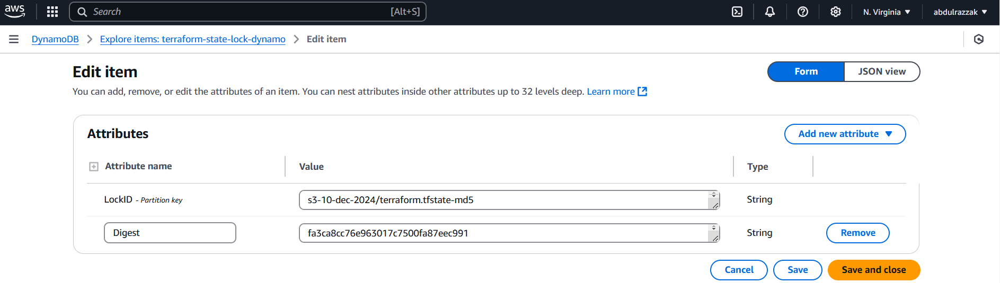 aws Search [Alt+S] N. Virginia abdulrazzak
DynamoDB Explore items: terraform-state-lock-dynamo Edit item
Edit item Form JSON view
You can add, remove, or edit the attributes of an item. You can nest attributes inside other attributes up to 32 levels deep. Learn more
Attributes Add new attribute
Attribute name Value Type
LockID - Partition key s3-10-dec-2024/terraform.tfstate-md5 String
Digest fa3ca8cc76e963017c7500fa87eec991 String Remove
Cancel Save Save and close